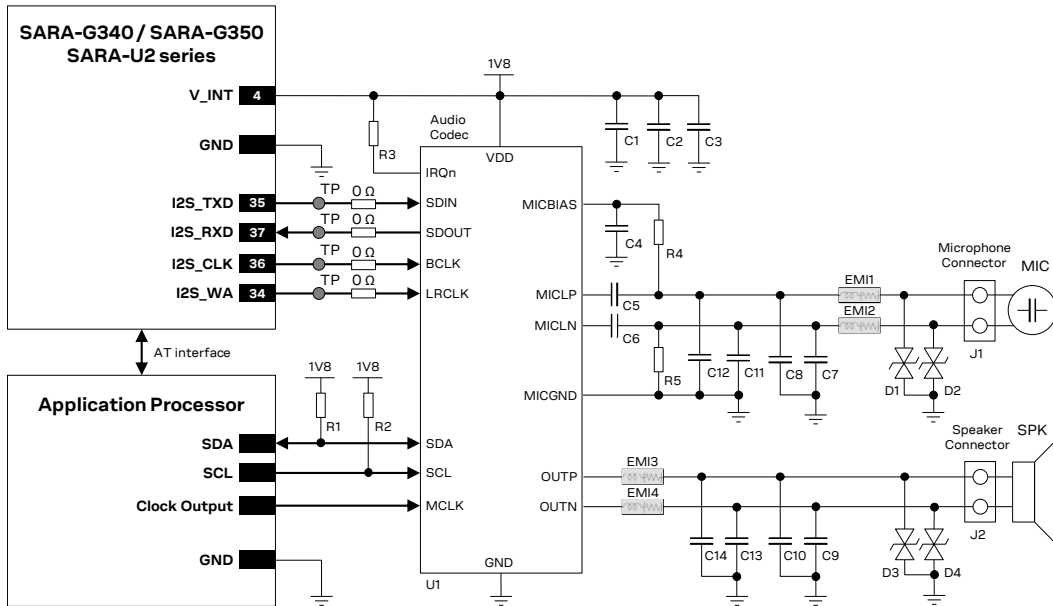 SARA-G340 / SARA-G350
SARA-U2 series
1V8
V_INT 4
Audio
Codec
C1
C2
C3
VDD
GND
R3
IRQn
TP 0 Ω
I2S_TXD 35
SDIN
MICBIAS
TP 0 Ω
I2S_RXD 37
SDOUT
C4
R4
Microphone
Connector
MIC
TP 0 Ω
I2S_CLK 36
BCLK
TP 0 Ω
I2S_WA 34
LRCLK
MICLP
C5
EMI1
MICLN
C6
EMI2
J1
AT interface
R5
C12
C11
C8
C7
D1
D2
MICGND
1V8
1V8
Application Processor
R1
R2
SDA
SDA
SCL
SCL
Clock Output
MCLK
Speaker
Connector
SPK
OUTP
EMI3
OUTN
EMI4
J2
C14
C13
C10
C9
D3
D4
GND
GND
U1